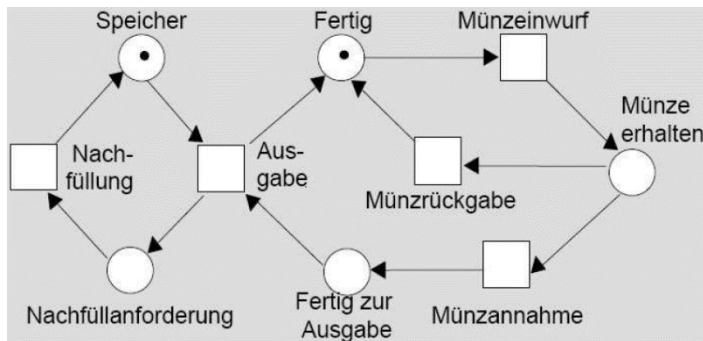 Speicher
Fertig
Münzeinwurf
Münze
erhalten
Nach-
füllung
Aus-
gabe
Münzrückgabe
Nachfüllanforderung
Fertig zur
Ausgabe
Münzannahme